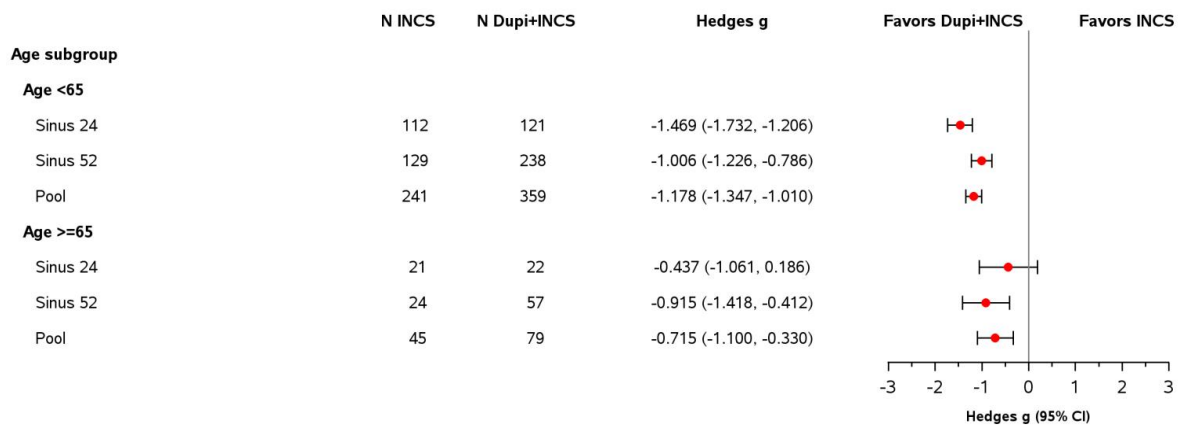 N INCS N Dupi+INCS Hedges g Favors Dupi+INCS Favors INCS
Age subgroup
Age <65
Sinus 24 112 121 -1.469 (-1.732, -1.206)
Sinus 52 129 238 -1.006 (-1.226, -0.786)
Pool 241 359 -1.178 (-1.347, -1.010)
Age >=65
Sinus 24 21 22 -0.437 (-1.061, 0.186)
Sinus 52 24 57 -0.915 (-1.418, -0.412)
Pool 45 79 -0.715 (-1.100, -0.330)
-3 -2 -1 0 1 2 3
Hedges g (95% CI)